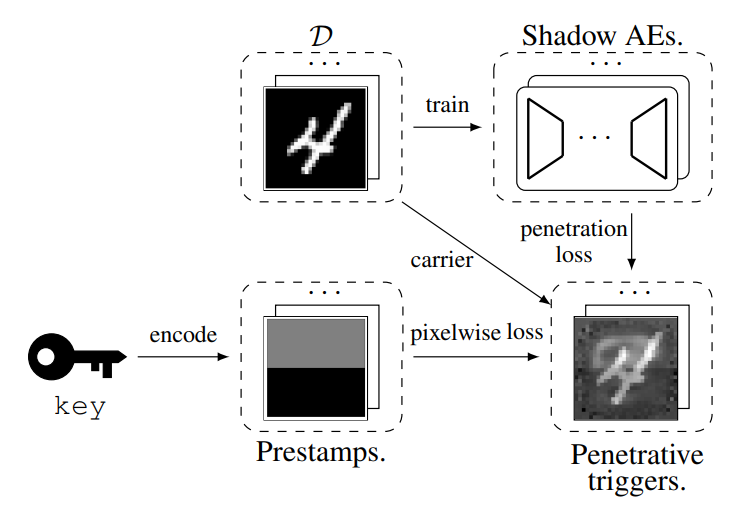 𝒟
Shadow AEs.
...
...
train
...
penetration
loss
carrier
...
...
encode
pixelwise loss
key
Prestamps.
Penetrative
triggers.